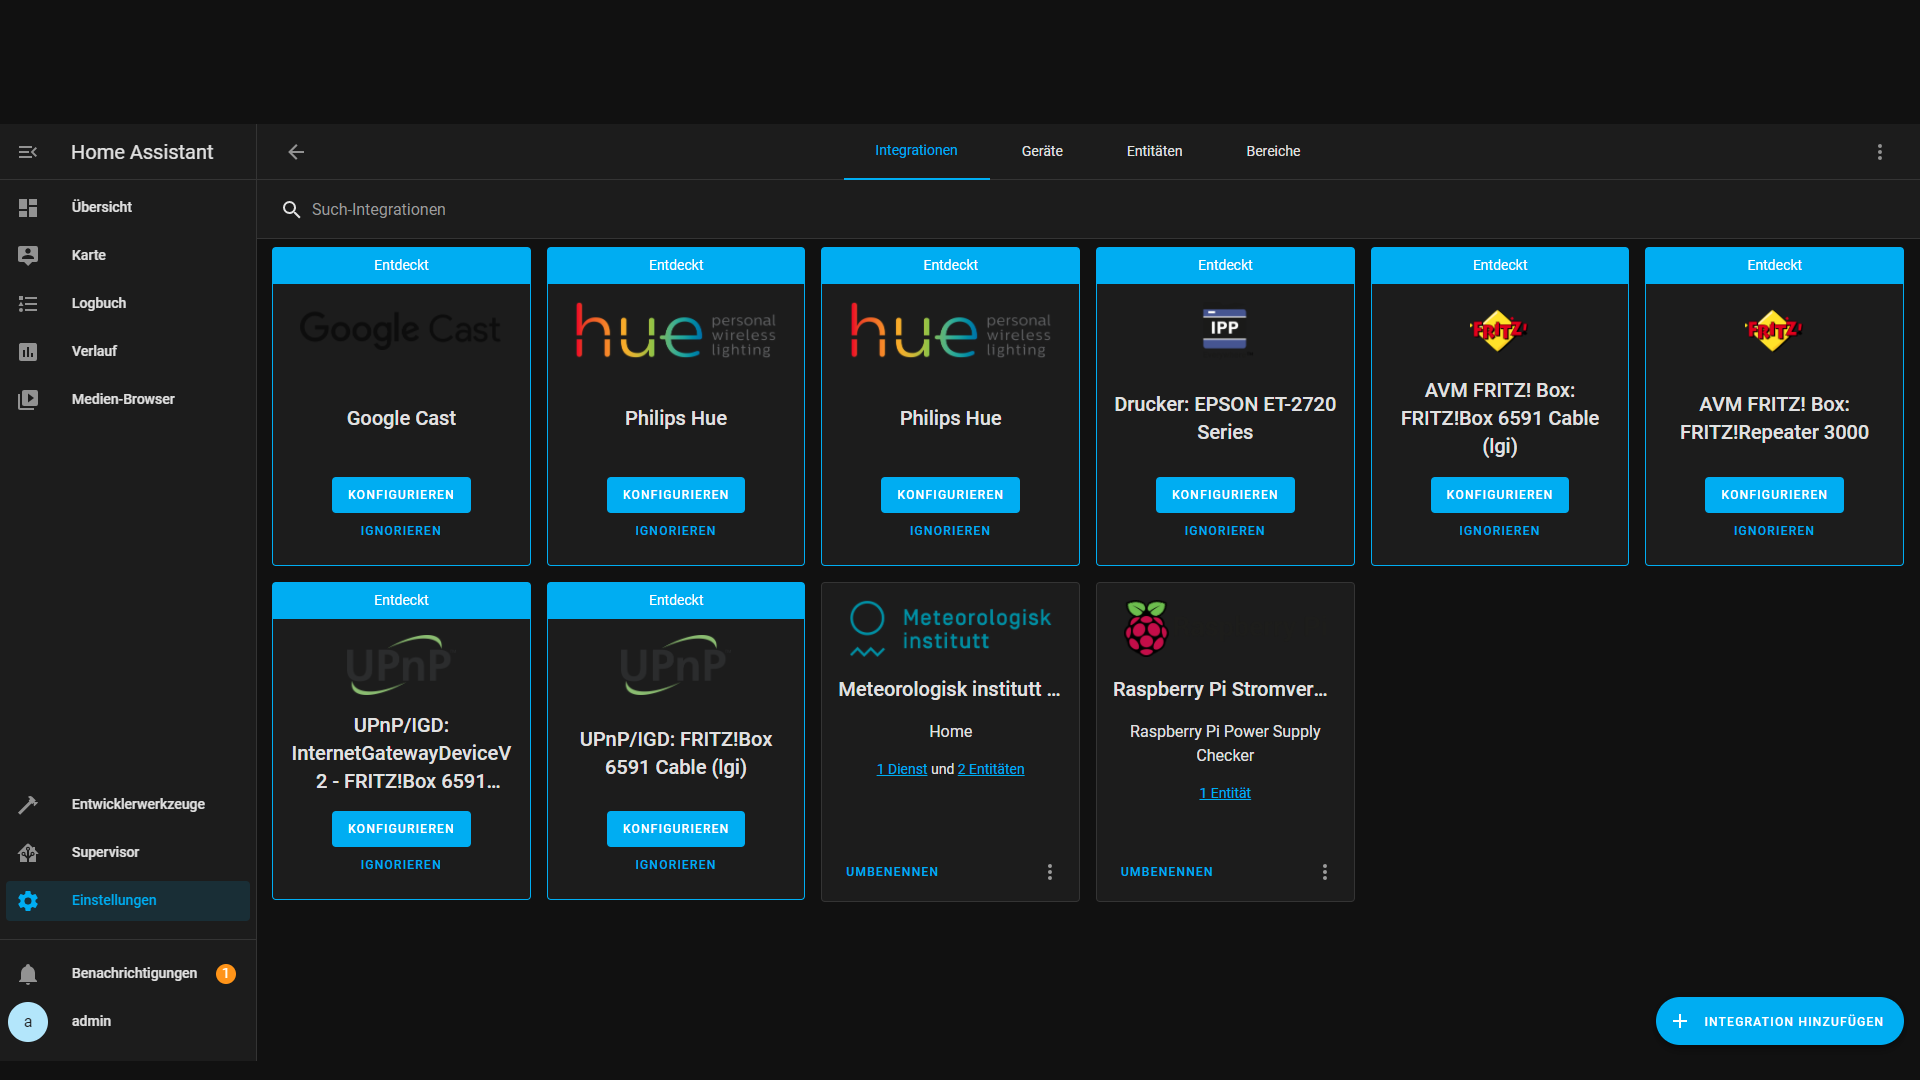 Home Assistant
Integrationen
Geräte
Entitäten
Bereiche
Übersicht
Karte
Logbuch
Verlauf
Medien-Browser
Entwicklerwerkzeuge
Supervisor
Einstellungen
Benachrichtigungen 1
a admin
Such-Integrationen
Entdeckt
Google Cast
Google Cast
KONFIGURIEREN
IGNORIEREN
Entdeckt
hue personal
wireless
lighting
Philips Hue
KONFIGURIEREN
IGNORIEREN
Entdeckt
hue personal
wireless
lighting
Philips Hue
KONFIGURIEREN
IGNORIEREN
Entdeckt
IPP
Drucker: EPSON ET-2720
Series
KONFIGURIEREN
IGNORIEREN
Entdeckt
FRITZ!
AVM FRITZ! Box:
FRITZ!Box 6591 Cable
(lgi)
KONFIGURIEREN
IGNORIEREN
Entdeckt
FRITZ!
AVM FRITZ! Box:
FRITZ!Repeater 3000
KONFIGURIEREN
IGNORIEREN
Entdeckt
UPnP
UPnP/IGD:
InternetGatewayDeviceV
2 - FRITZ!Box 6591...
KONFIGURIEREN
IGNORIEREN
Entdeckt
UPnP
UPnP/IGD: FRITZ!Box
6591 Cable (lgi)
KONFIGURIEREN
IGNORIEREN
Meteorologisk
institutt
Meteorologisk institutt ...
Home
1 Dienst und 2 Entitäten
UMBENENNEN
Raspberry Pi Stromver...
Raspberry Pi Power Supply
Checker
1 Entität
UMBENENNEN
INTEGRATION HINZUFÜGEN